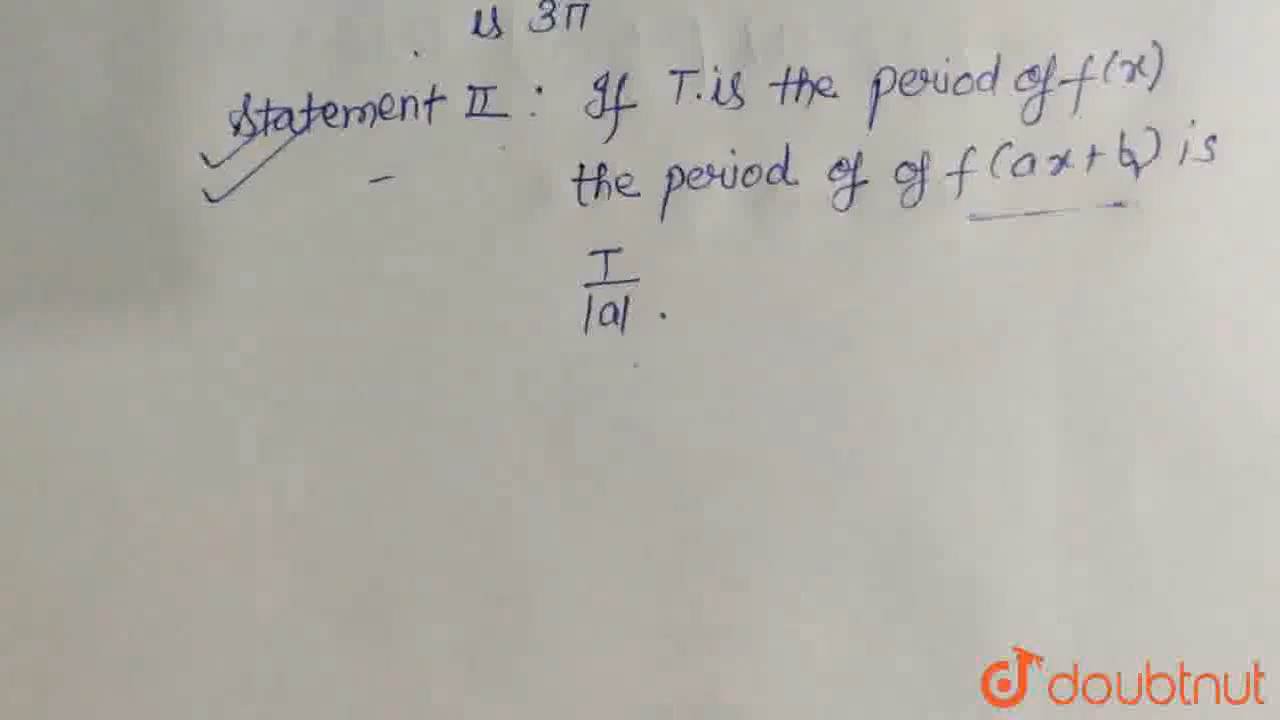 is 3π
Statement II : If T. is the period of f(x)
the period of of f(ax+b) is
T
|a| .
doubtnut